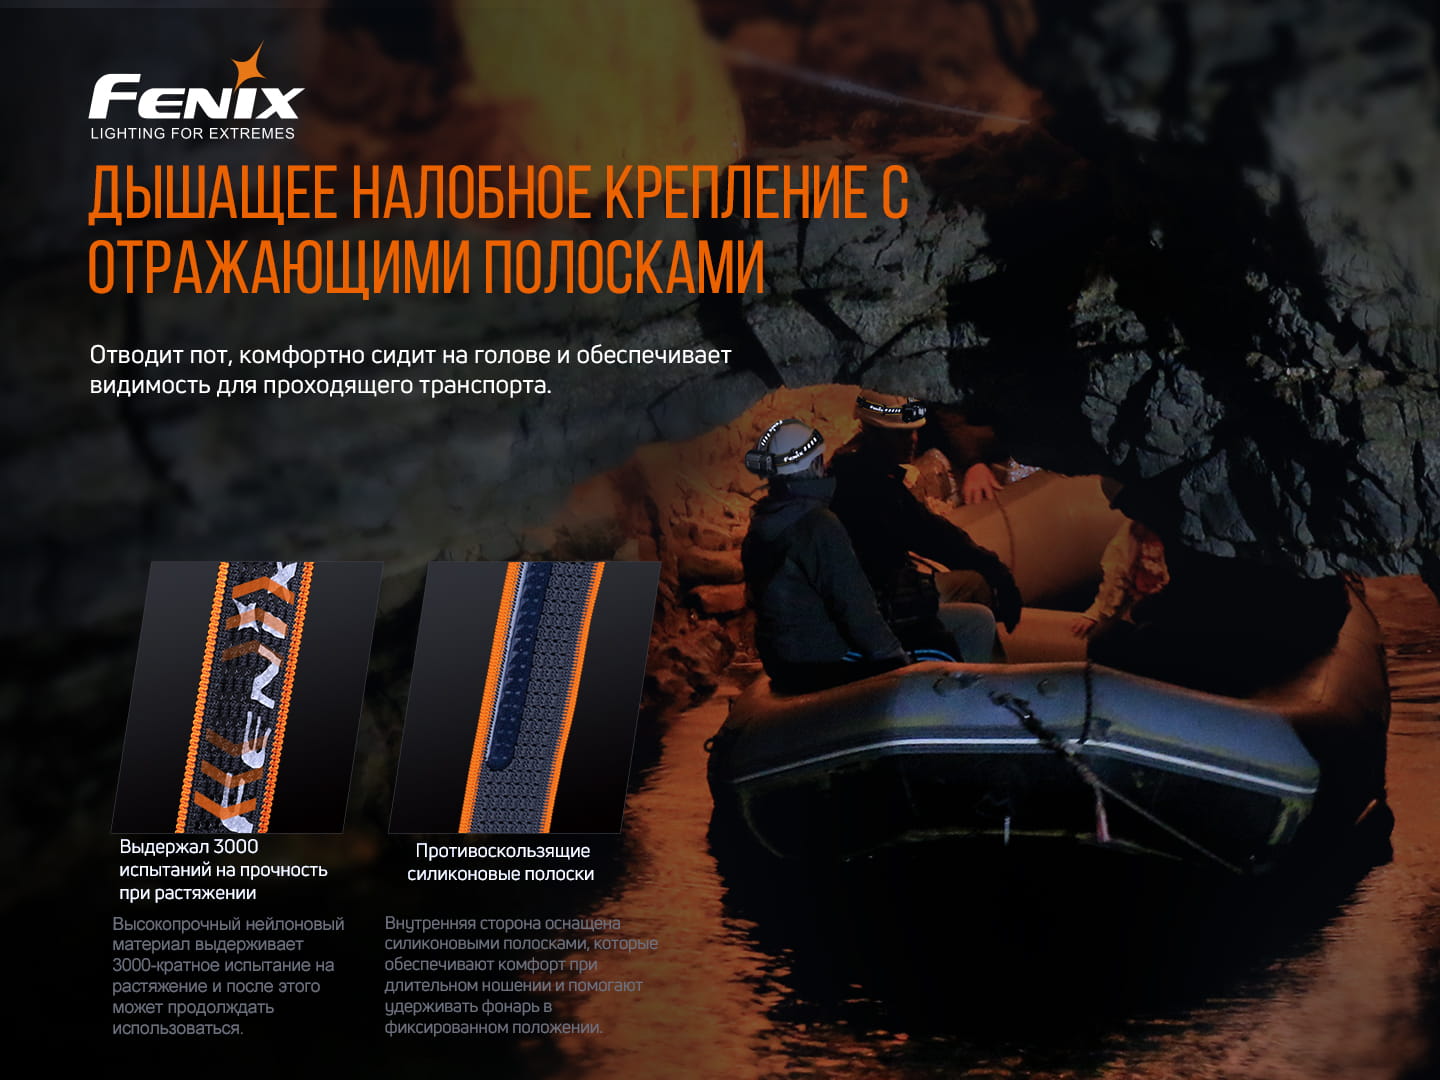 FENIX
LIGHTING FOR EXTREMES
ДЫШАЩЕЕ НАЛОБНОЕ КРЕПЛЕНИЕ С
ОТРАЖАЮЩИМИ ПОЛОСКАМИ
Отводит пот, комфортно сидит на голове и обеспечивает
видимость для проходящего транспорта.
FENIX
FENIX
Выдержал 3000
испытаний на прочность
при растяжении
Противоскользящие
силиконовые полоски
Высокопрочный нейлоновый
материал выдерживает
3000-кратное испытание на
растяжение и после этого
может продолждать
использоваться.
Внутренняя сторона оснащена
силиконовыми полосками, которые
обеспечивают комфорт при
длительном ношении и помогают
удерживать фонарь в
фиксированном положении.